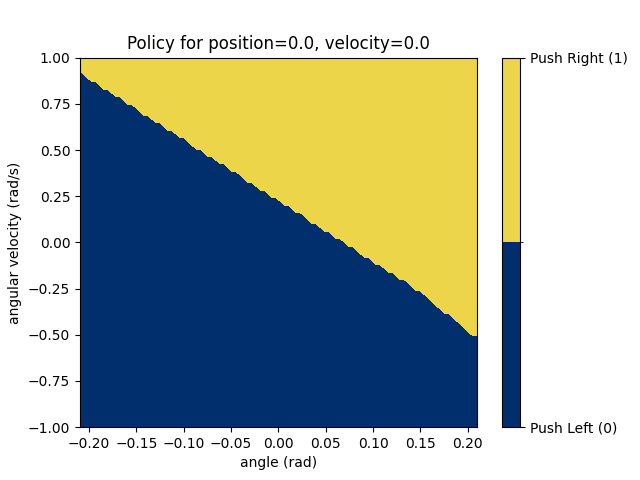 Policy for position=0.0, velocity=0.0
1.00
0.75
0.50
0.25
0.00
−0.25
−0.50
−0.75
−1.00
angular velocity (rad/s)
−0.20 −0.15 −0.10 −0.05 0.00 0.05 0.10 0.15 0.20
angle (rad)
Push Right (1)
Push Left (0)